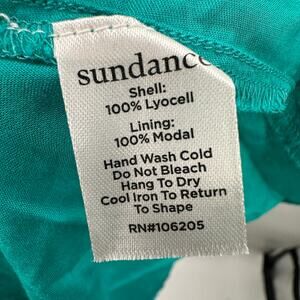 sundance
Shell:
100% Lyocell
Lining:
100% Modal
Hand Wash Cold
Do Not Bleach
Hang To Dry
Cool Iron To Return
To Shape
RN#106205